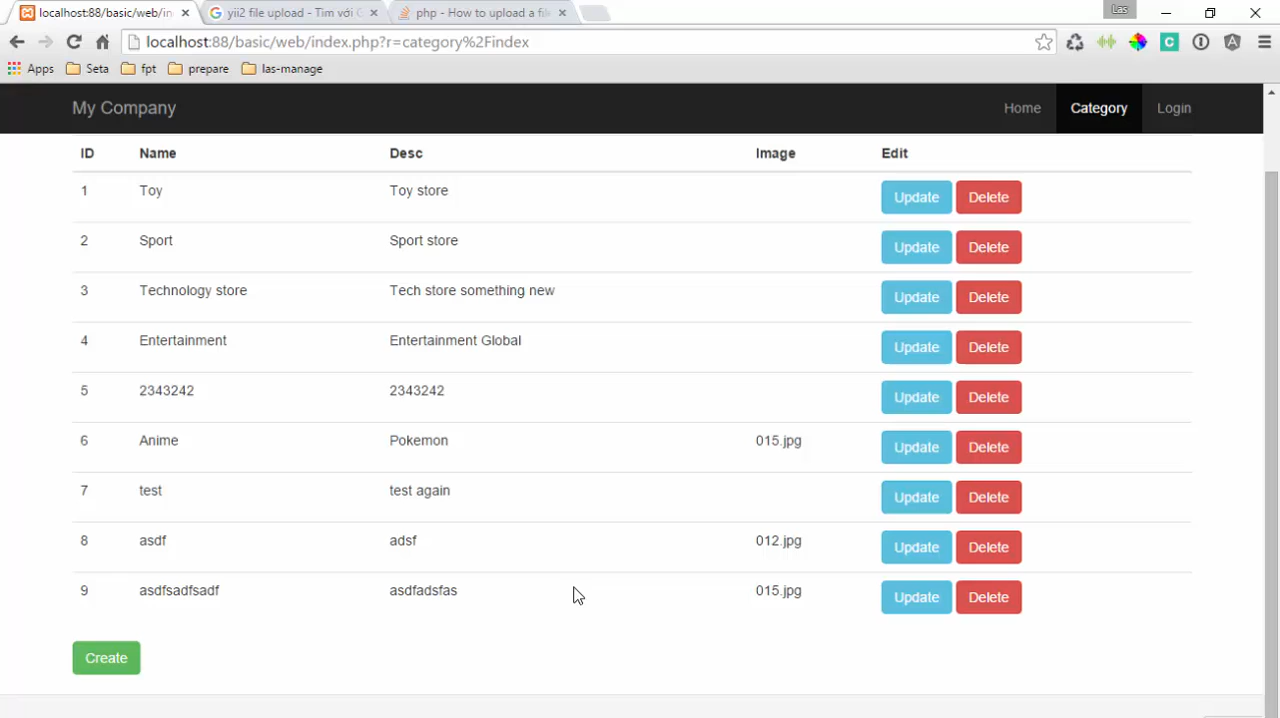 localhost:88/basic/web/in
yii2 file upload - Tìm với G
php - How to upload a file
Las
localhost:88/basic/web/index.php?r=category%2Findex
Apps Seta fpt prepare las-manage
My Company Home Category Login
ID Name Desc Image Edit
1 Toy Toy store Update Delete
2 Sport Sport store Update Delete
3 Technology store Tech store something new Update Delete
4 Entertainment Entertainment Global Update Delete
5 2343242 2343242 Update Delete
6 Anime Pokemon 015.jpg Update Delete
7 test test again Update Delete
8 asdf adsf 012.jpg Update Delete
9 asdfsadfsadf asdfadsfas 015.jpg Update Delete
Create